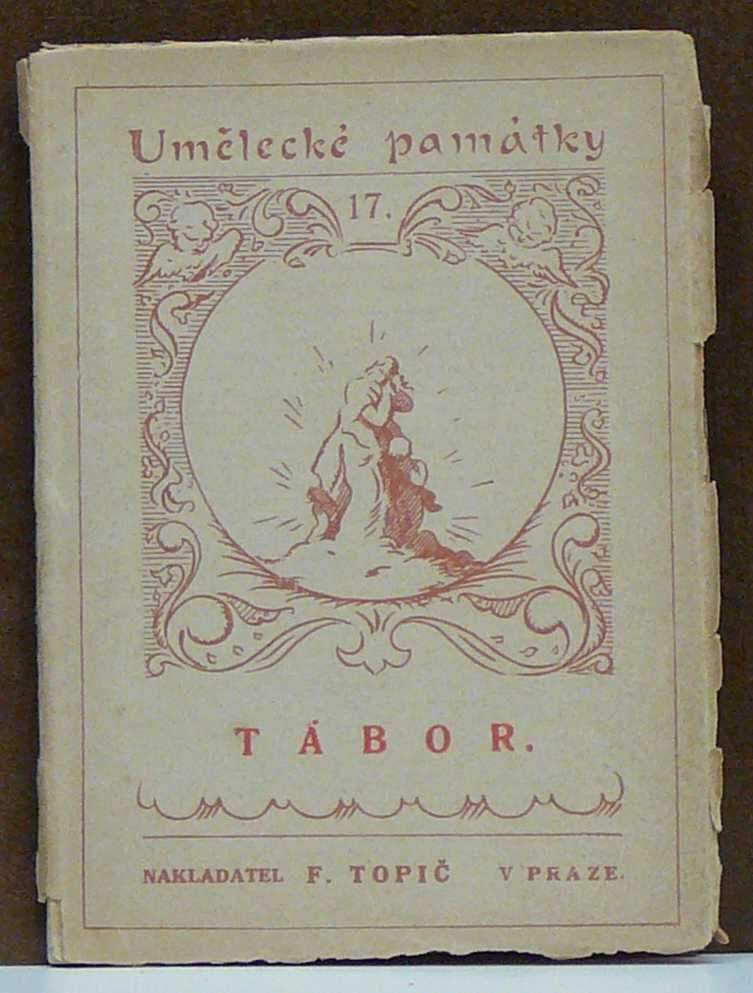 Umělecké památky
17.
TÁBOR.
NAKLADATEL F. TOPIČ V PRAZE.